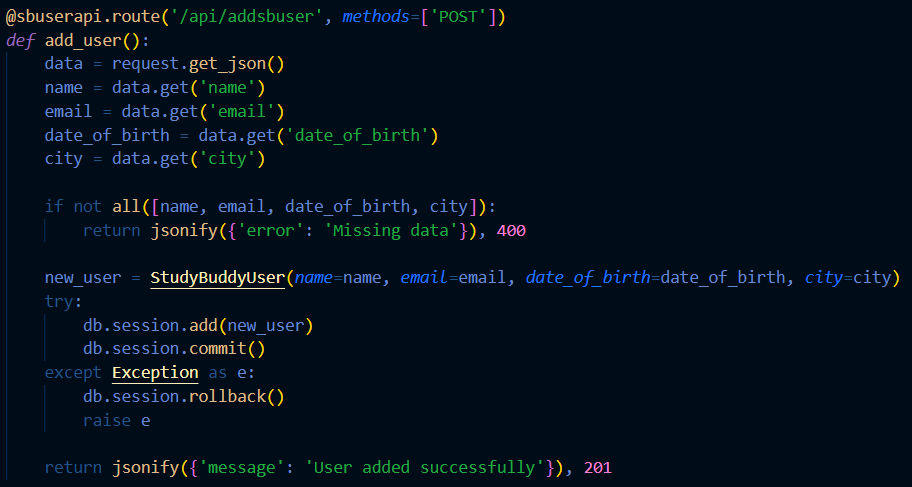 @sbuserapi.route('/api/addsbuser', methods=['POST'])
def add_user():
    data = request.get_json()
    name = data.get('name')
    email = data.get('email')
    date_of_birth = data.get('date_of_birth')
    city = data.get('city')

    if not all([name, email, date_of_birth, city]):
        return jsonify({'error': 'Missing data'}), 400

    new_user = StudyBuddyUser(name=name, email=email, date_of_birth=date_of_birth, city=city)
    try:
        db.session.add(new_user)
        db.session.commit()
    except Exception as e:
        db.session.rollback()
        raise e

    return jsonify({'message': 'User added successfully'}), 201